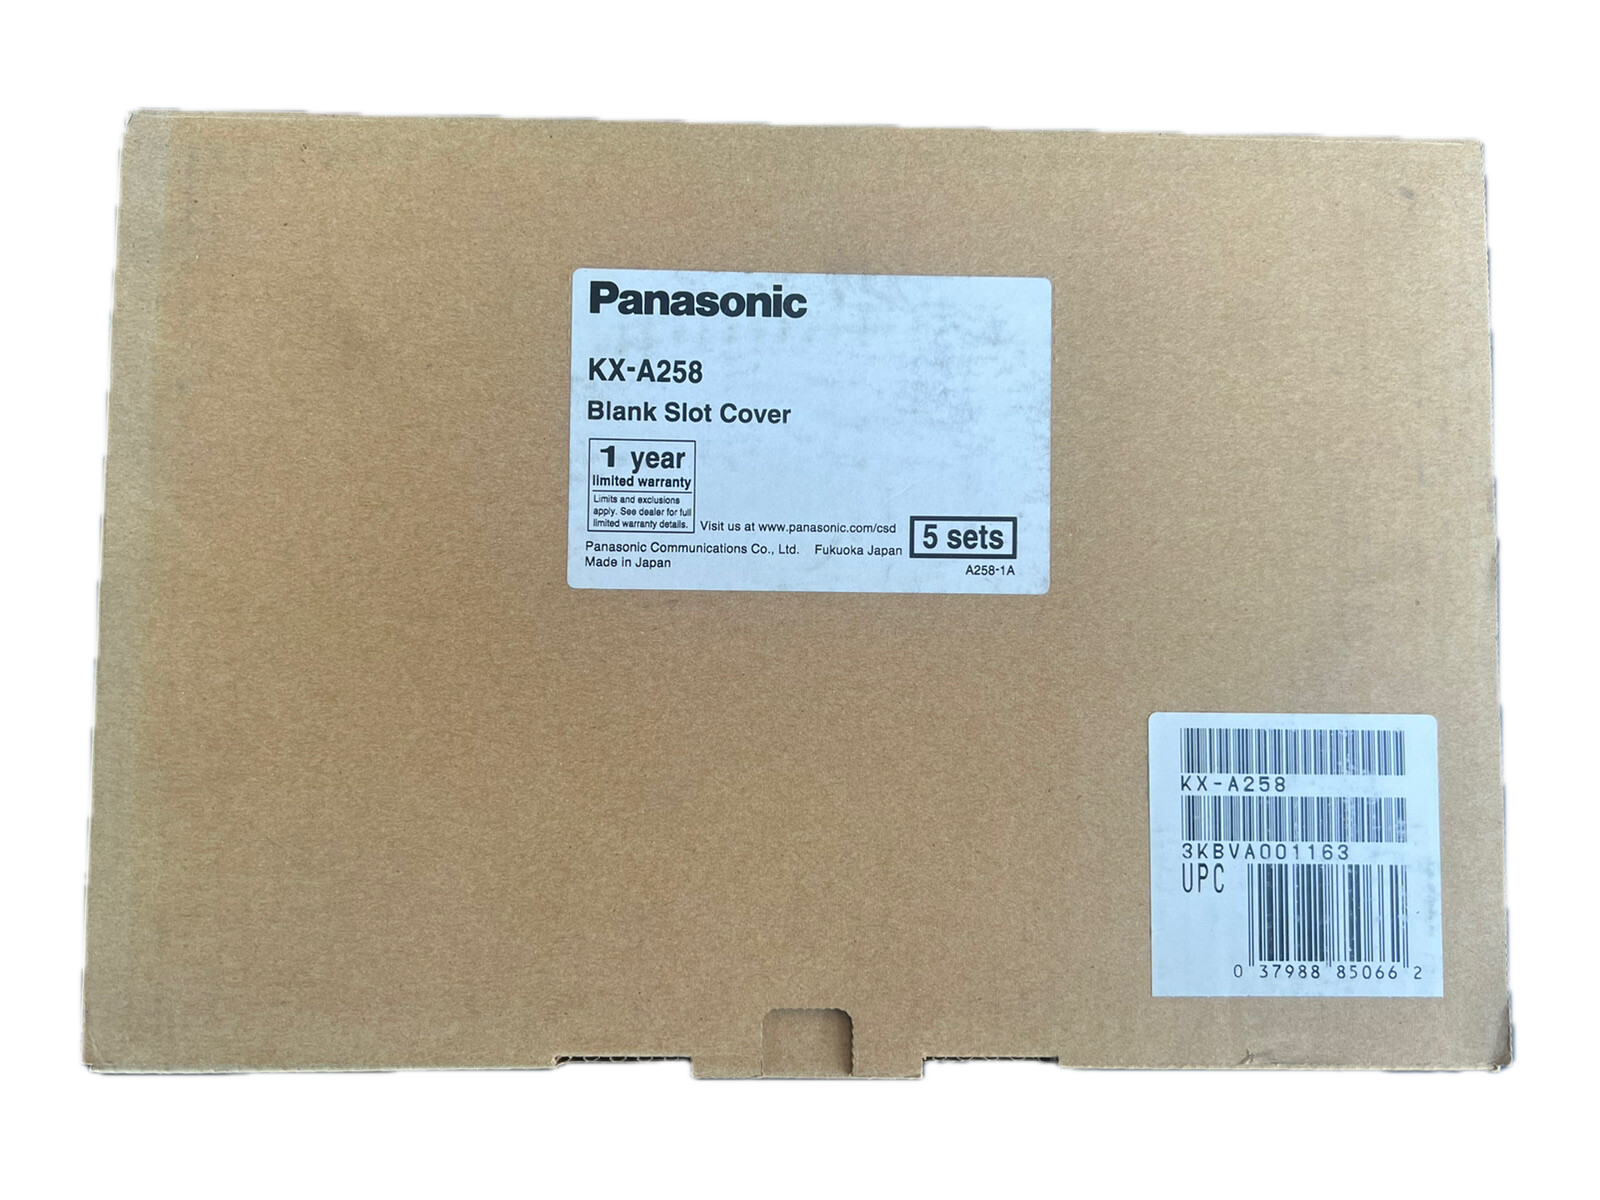 Panasonic
KX-A258
Blank Slot Cover
1 year
limited warranty
Limits and exclusions
apply. See dealer for full
limited warranty details.
Visit us at www.panasonic.com/csd
5 sets
Panasonic Communications Co., Ltd. Fukuoka Japan
Made in Japan
A258-1A
KX-A258
3KBVA001163
UPC
0 37988 85066 2